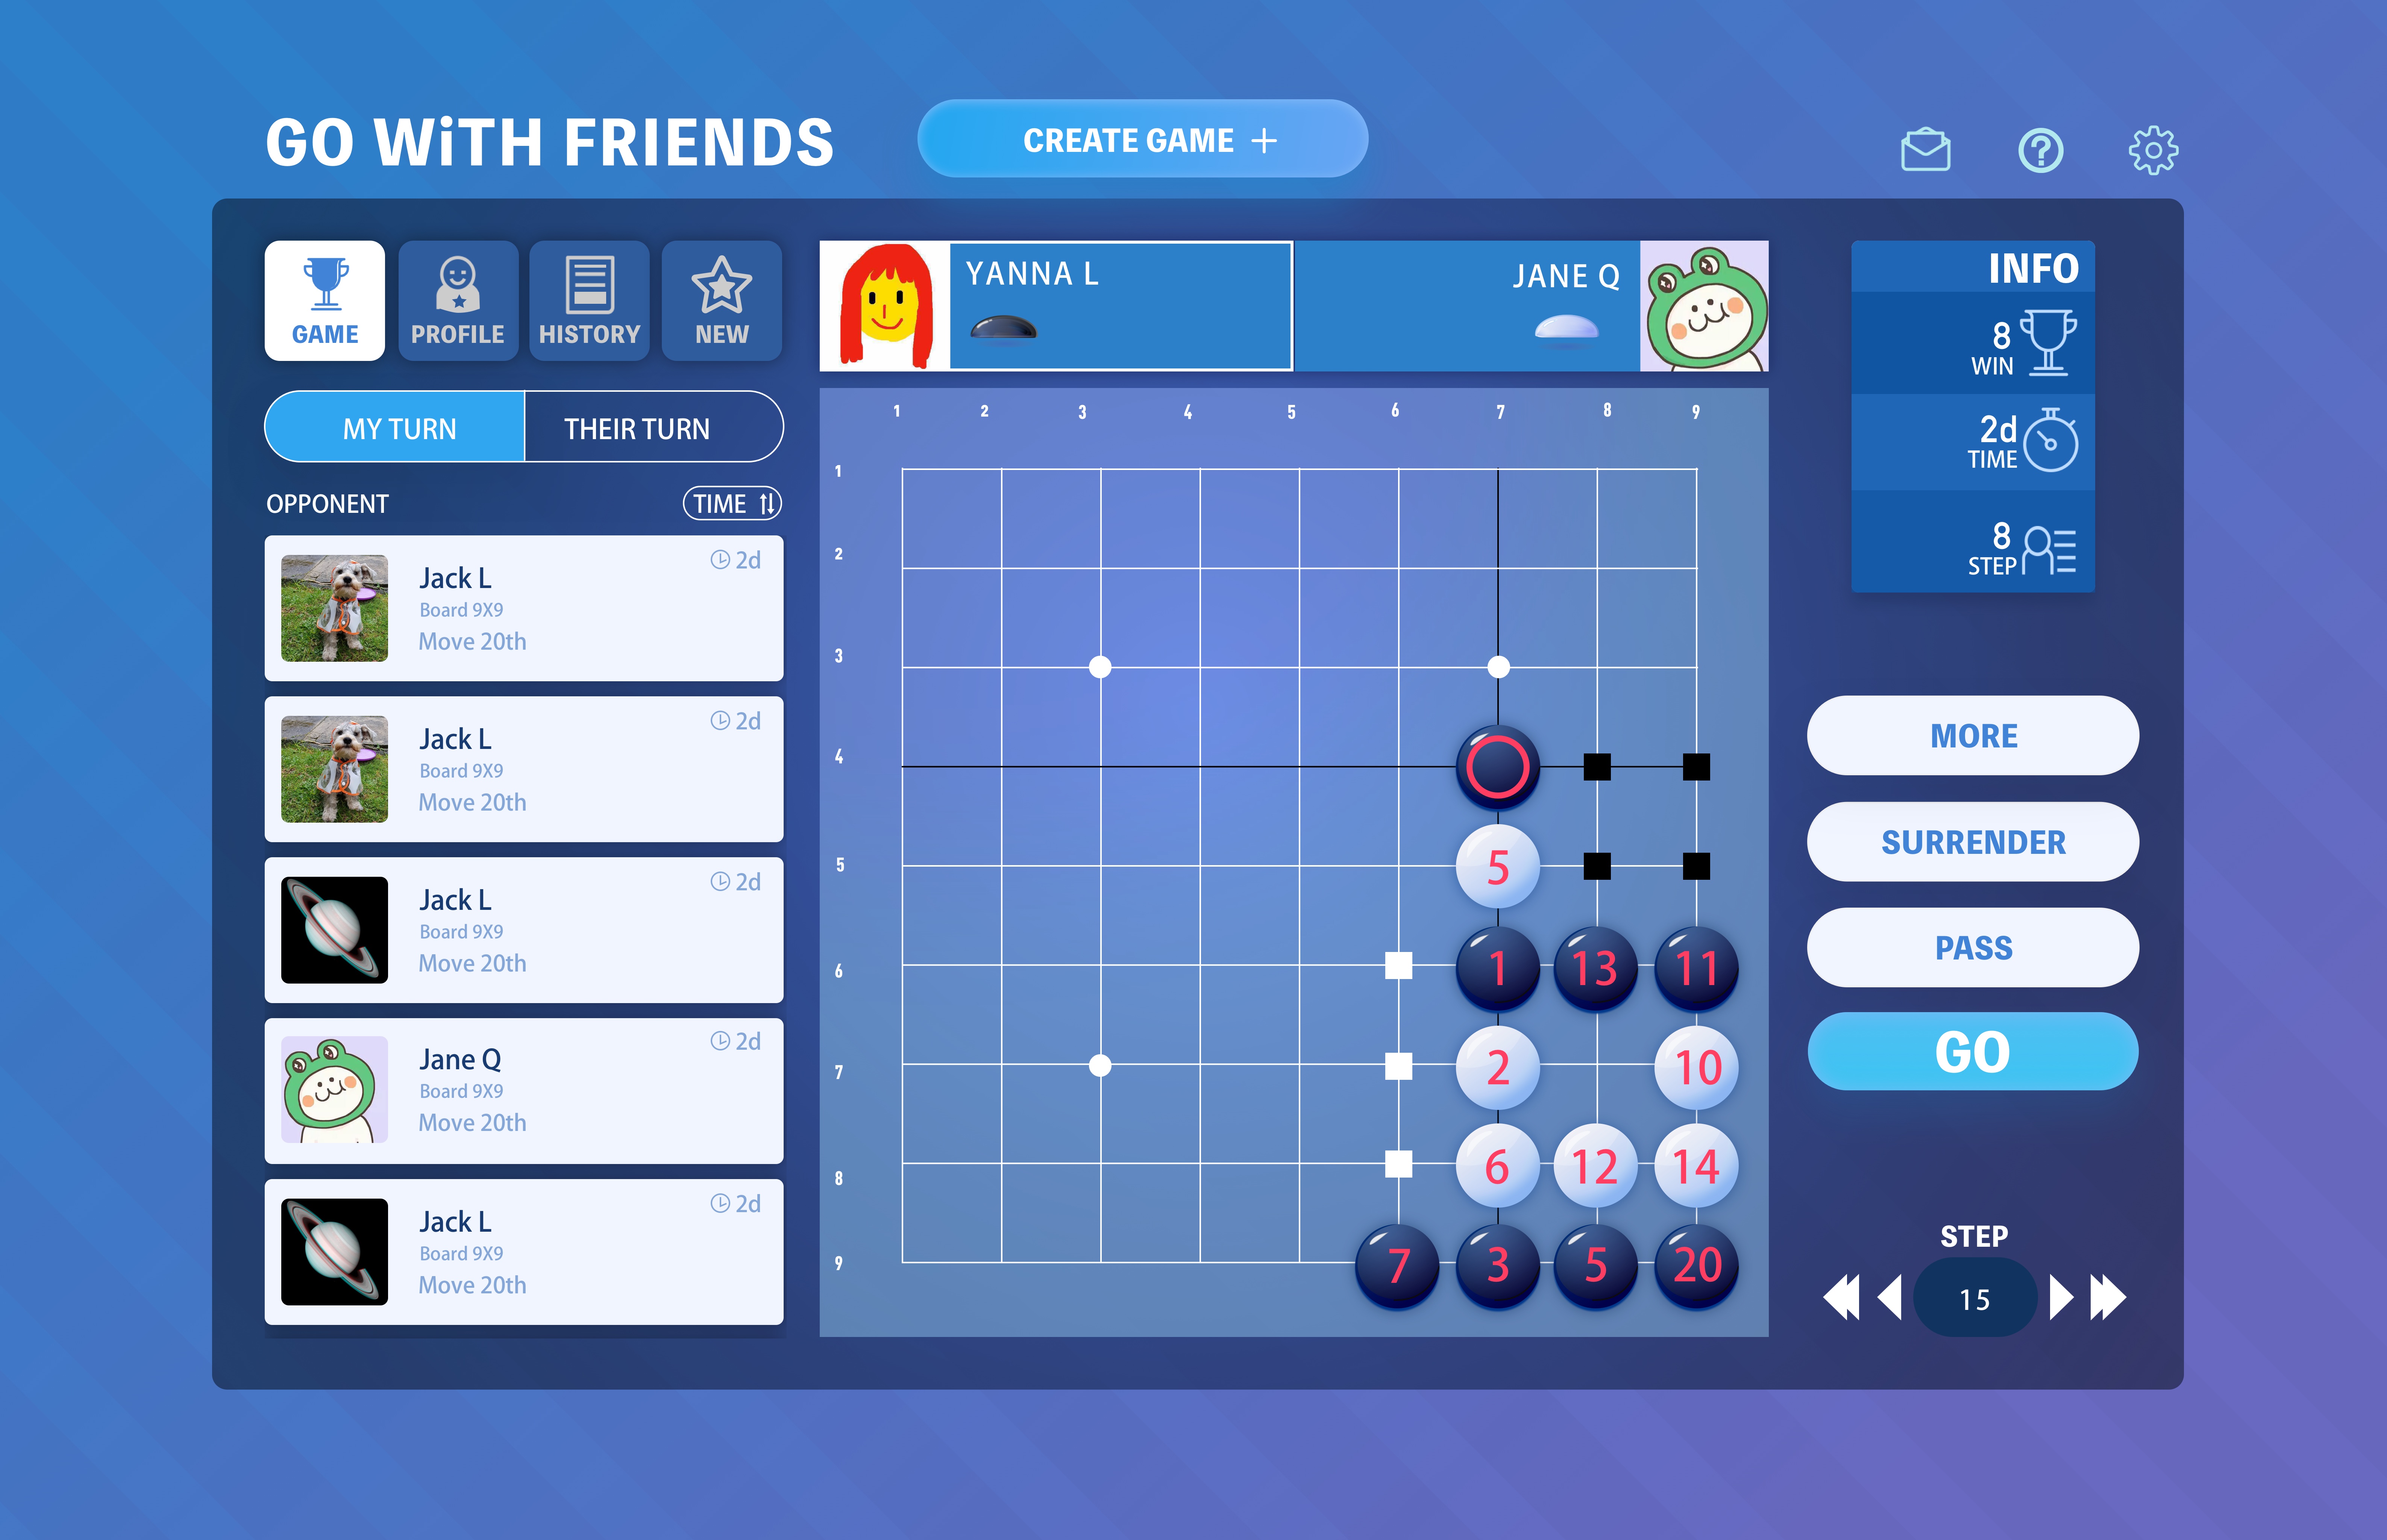 GO WiTH FRIENDS
CREATE GAME +
?
GAME
PROFILE
HISTORY
NEW
MY TURN
THEIR TURN
OPPONENT
TIME
Jack L
2d
Board 9X9
Move 20th
Jack L
2d
Board 9X9
Move 20th
Jack L
2d
Board 9X9
Move 20th
Jane Q
2d
Board 9X9
Move 20th
Jack L
2d
Board 9X9
Move 20th
YANNA L
JANE Q
1 2 3 4 5 6 7 8 9
1
2
3
4
5
5
6
1 13 11
7
2 10
8
6 12 14
9
7 3 5 20
INFO
8
WIN
2d
TIME
8
STEP
MORE
SURRENDER
PASS
GO
STEP
15